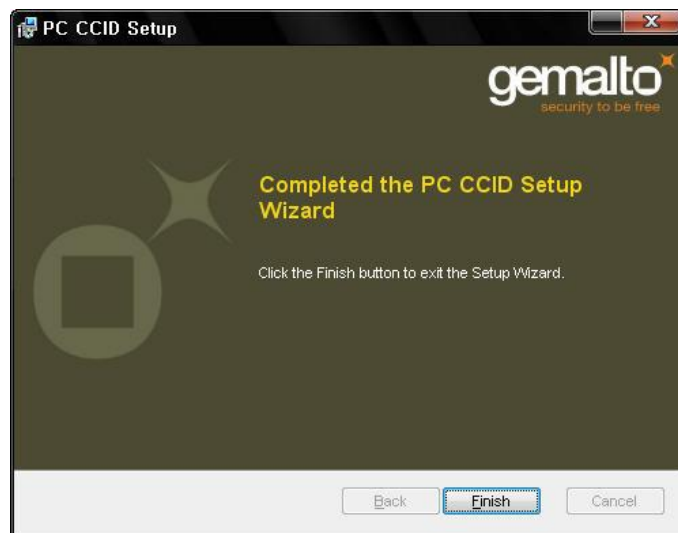 PC CCID Setup
gemalto
security to be free
Completed the PC CCID Setup
Wizard
Click the Finish button to exit the Setup Wizard.
Back Finish Cancel